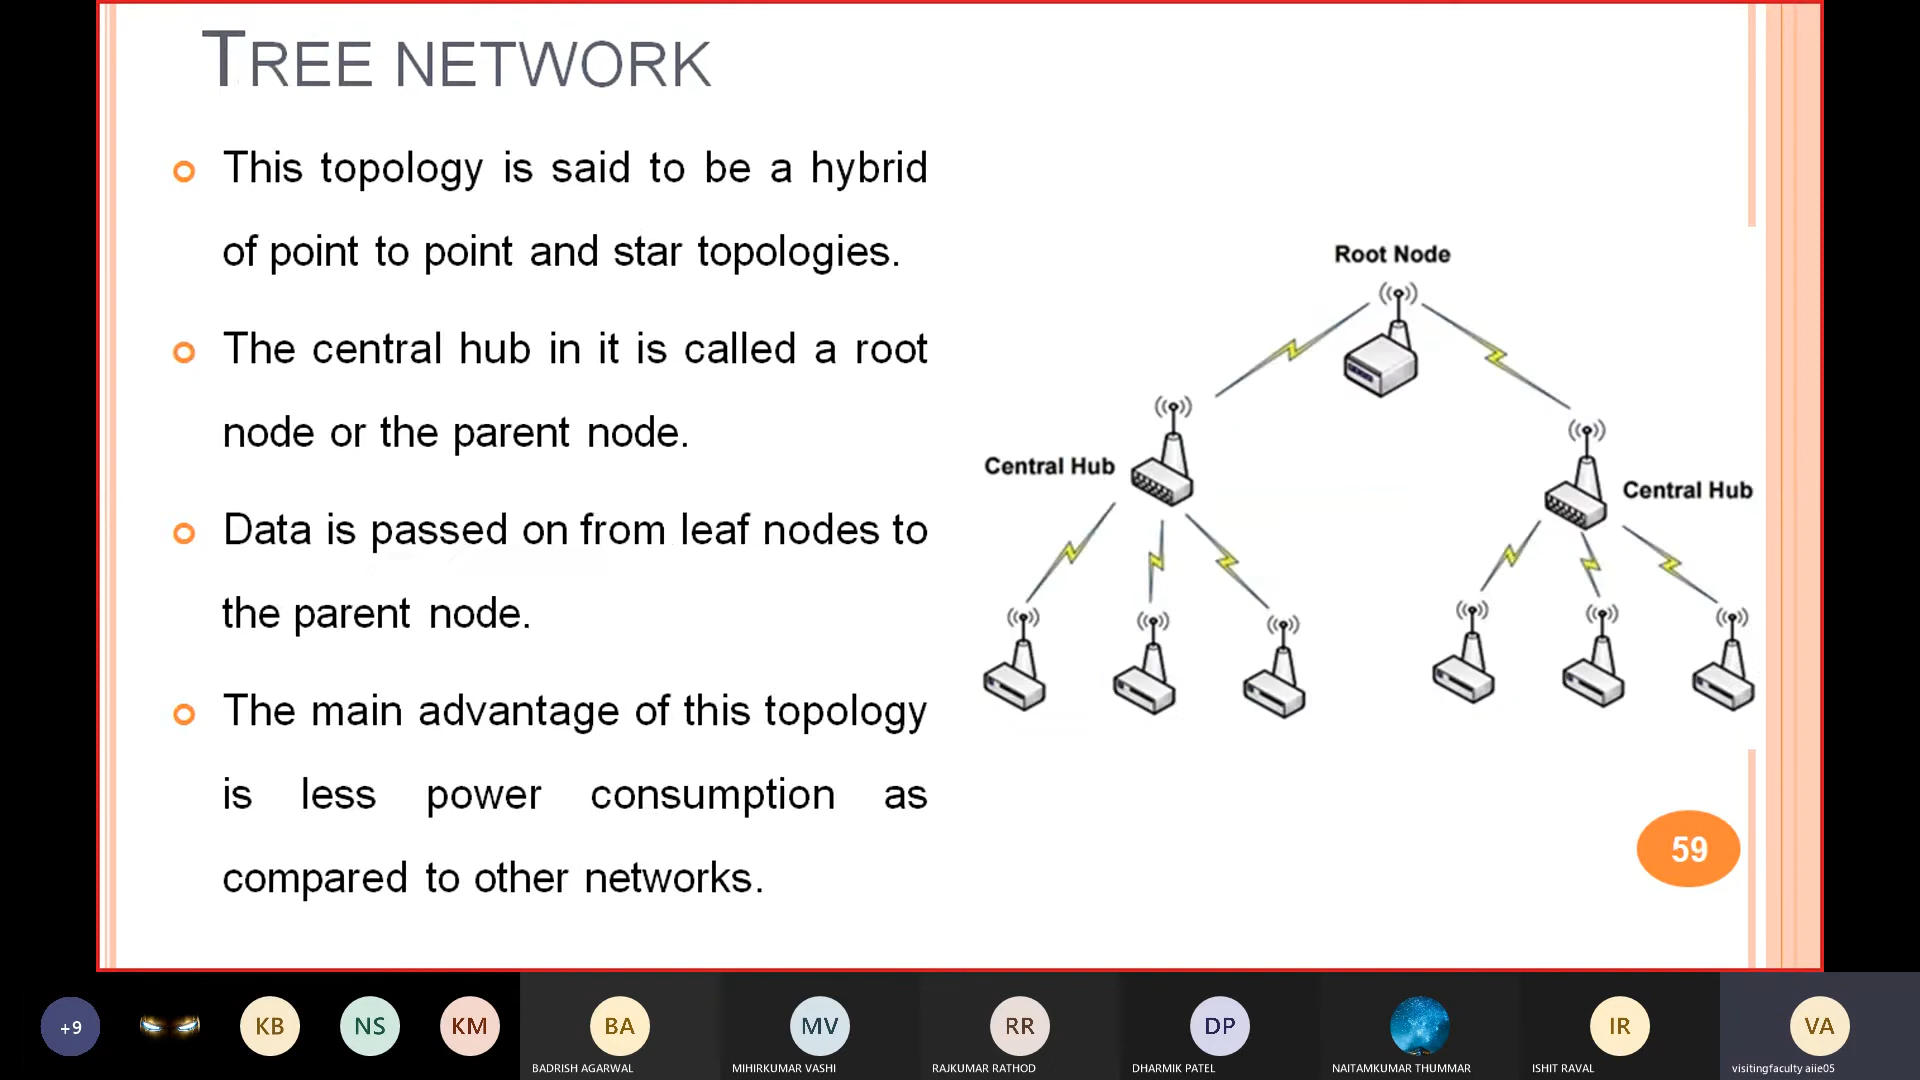 TREE NETWORK
This topology is said to be a hybrid
of point to point and star topologies.
The central hub in it is called a root
node or the parent node.
Data is passed on from leaf nodes to
the parent node.
The main advantage of this topology
is less power consumption as
compared to other networks.
Root Node
Central Hub
Central Hub
59
+9
KB
NS
KM
BA
MV
RR
DP
IR
VA
BADRISH AGARWAL
MIHIRKUMAR VASHI
RAJKUMAR RATHOD
DHARMIK PATEL
NAITAMKUMAR THUMMAR
ISHIT RAVAL
visitingfaculty aiie05